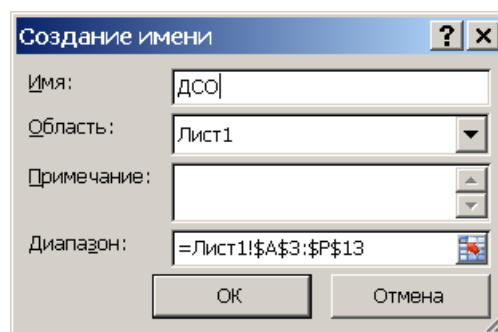 Создание имени
Имя: ДСО
Область: Лист1
Примечание:
Диапазон: =Лист1!$A$3:$P$13
ОК Отмена